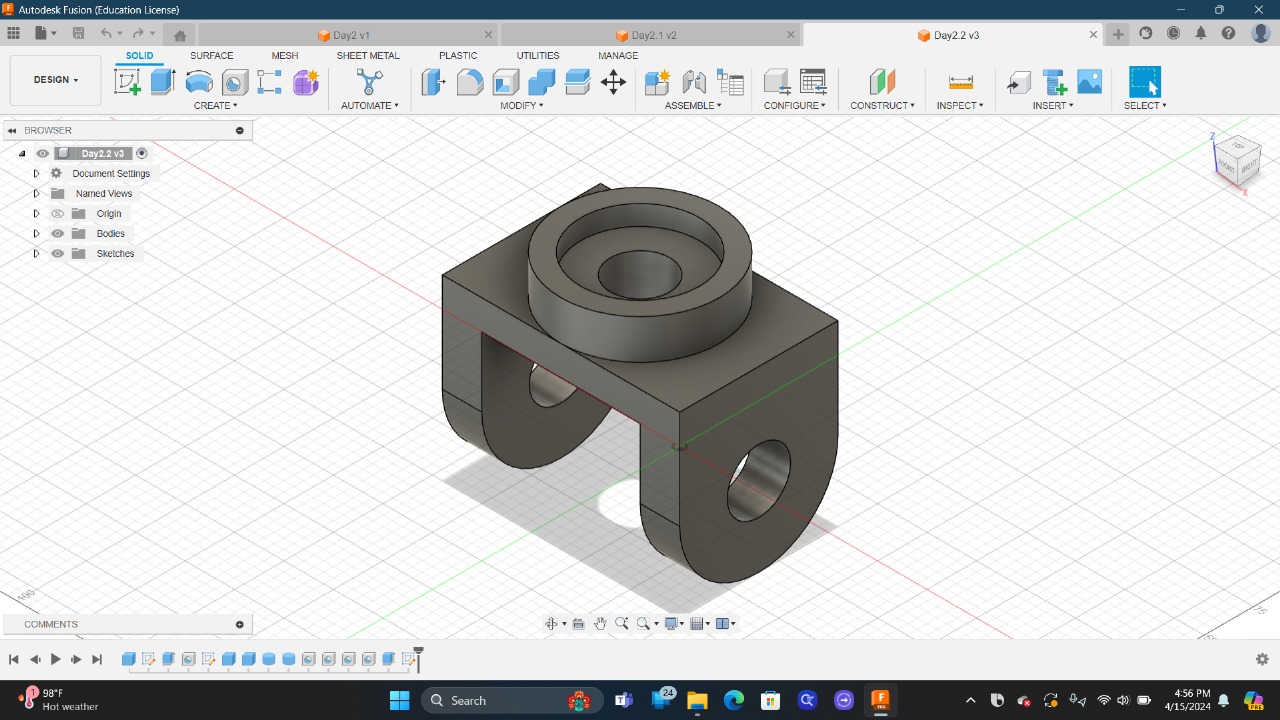 Autodesk Fusion (Education License)
Day2 v1
Day2.1 v2
Day2.2 v3
SOLID SURFACE MESH SHEET METAL PLASTIC UTILITIES MANAGE
DESIGN
CREATE AUTOMATE MODIFY ASSEMBLE CONFIGURE CONSTRUCT INSPECT INSERT SELECT
BROWSER
Day2.2 v3
Document Settings
Named Views
Origin
Bodies
Sketches
Z
TOP
X
COMMENTS
1
98°F
Hot weather
Search
24
4:56 PM
4/15/2024